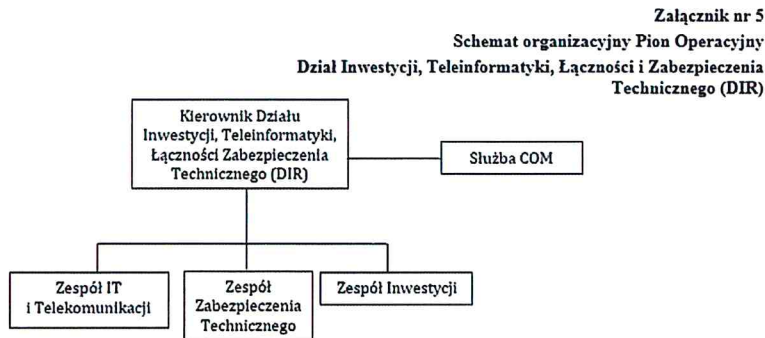 Załącznik nr 5
Schemat organizacyjny Pion Operacyjny
Dział Inwestycji, Teleinformatyki, Łączności i Zabezpieczenia
Technicznego (DIR)
Kierownik Działu
Inwestycji, Teleinformatyki,
Łączności Zabezpieczenia
Technicznego (DIR)
Służba COM
Zespół IT
i Telekomunikacji
Zespół
Zabezpieczenia
Technicznego
Zespół Inwestycji